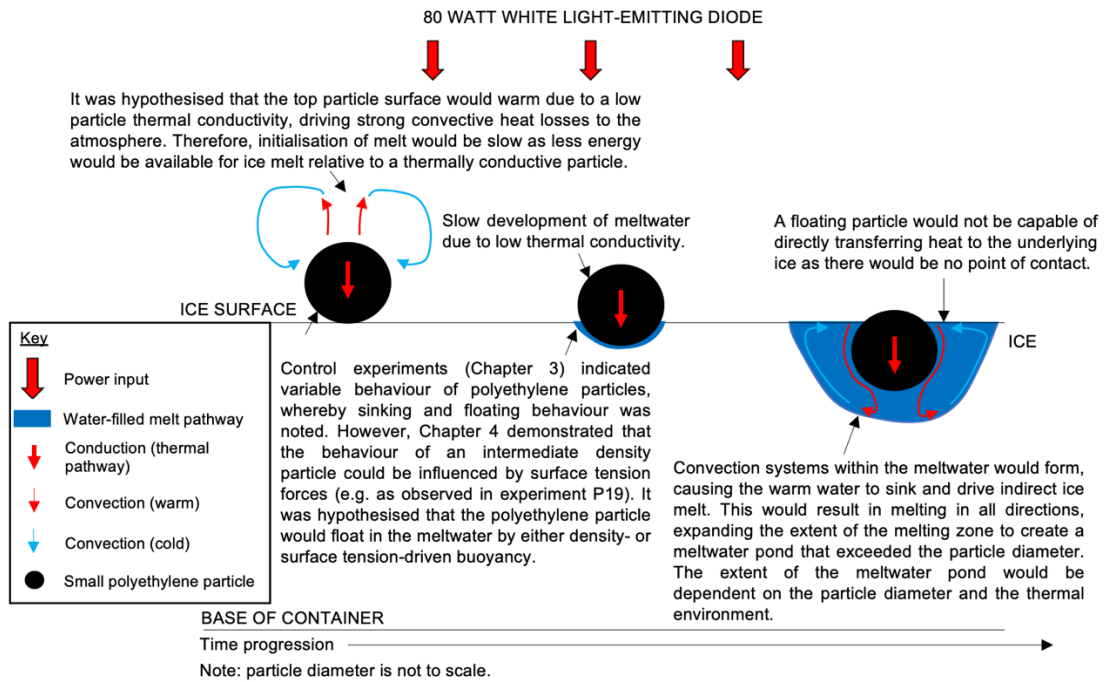 80 WATT WHITE LIGHT-EMITTING DIODE
It was hypothesised that the top particle surface would warm due to a low
particle thermal conductivity, driving strong convective heat losses to the
atmosphere. Therefore, initialisation of melt would be slow as less energy
would be available for ice melt relative to a thermally conductive particle.
Slow development of meltwater
due to low thermal conductivity.
A floating particle would not be capable of
directly transferring heat to the underlying
ice as there would be no point of contact.
ICE SURFACE
ICE
Key
Power input
Water-filled melt pathway
Conduction (thermal
pathway)
Convection (warm)
Convection (cold)
Small polyethylene particle
Control experiments (Chapter 3) indicated
variable behaviour of polyethylene particles,
whereby sinking and floating behaviour was
noted. However, Chapter 4 demonstrated that
the behaviour of an intermediate density
particle could be influenced by surface tension
forces (e.g. as observed in experiment P19). It
was hypothesised that the polyethylene particle
would float in the meltwater by either density- or
surface tension-driven buoyancy.
Convection systems within the meltwater would form,
causing the warm water to sink and drive indirect ice
melt. This would result in melting in all directions,
expanding the extent of the melting zone to create a
meltwater pond that exceeded the particle diameter.
The extent of the meltwater pond would be
dependent on the particle diameter and the thermal
environment.
BASE OF CONTAINER
Time progression
Note: particle diameter is not to scale.